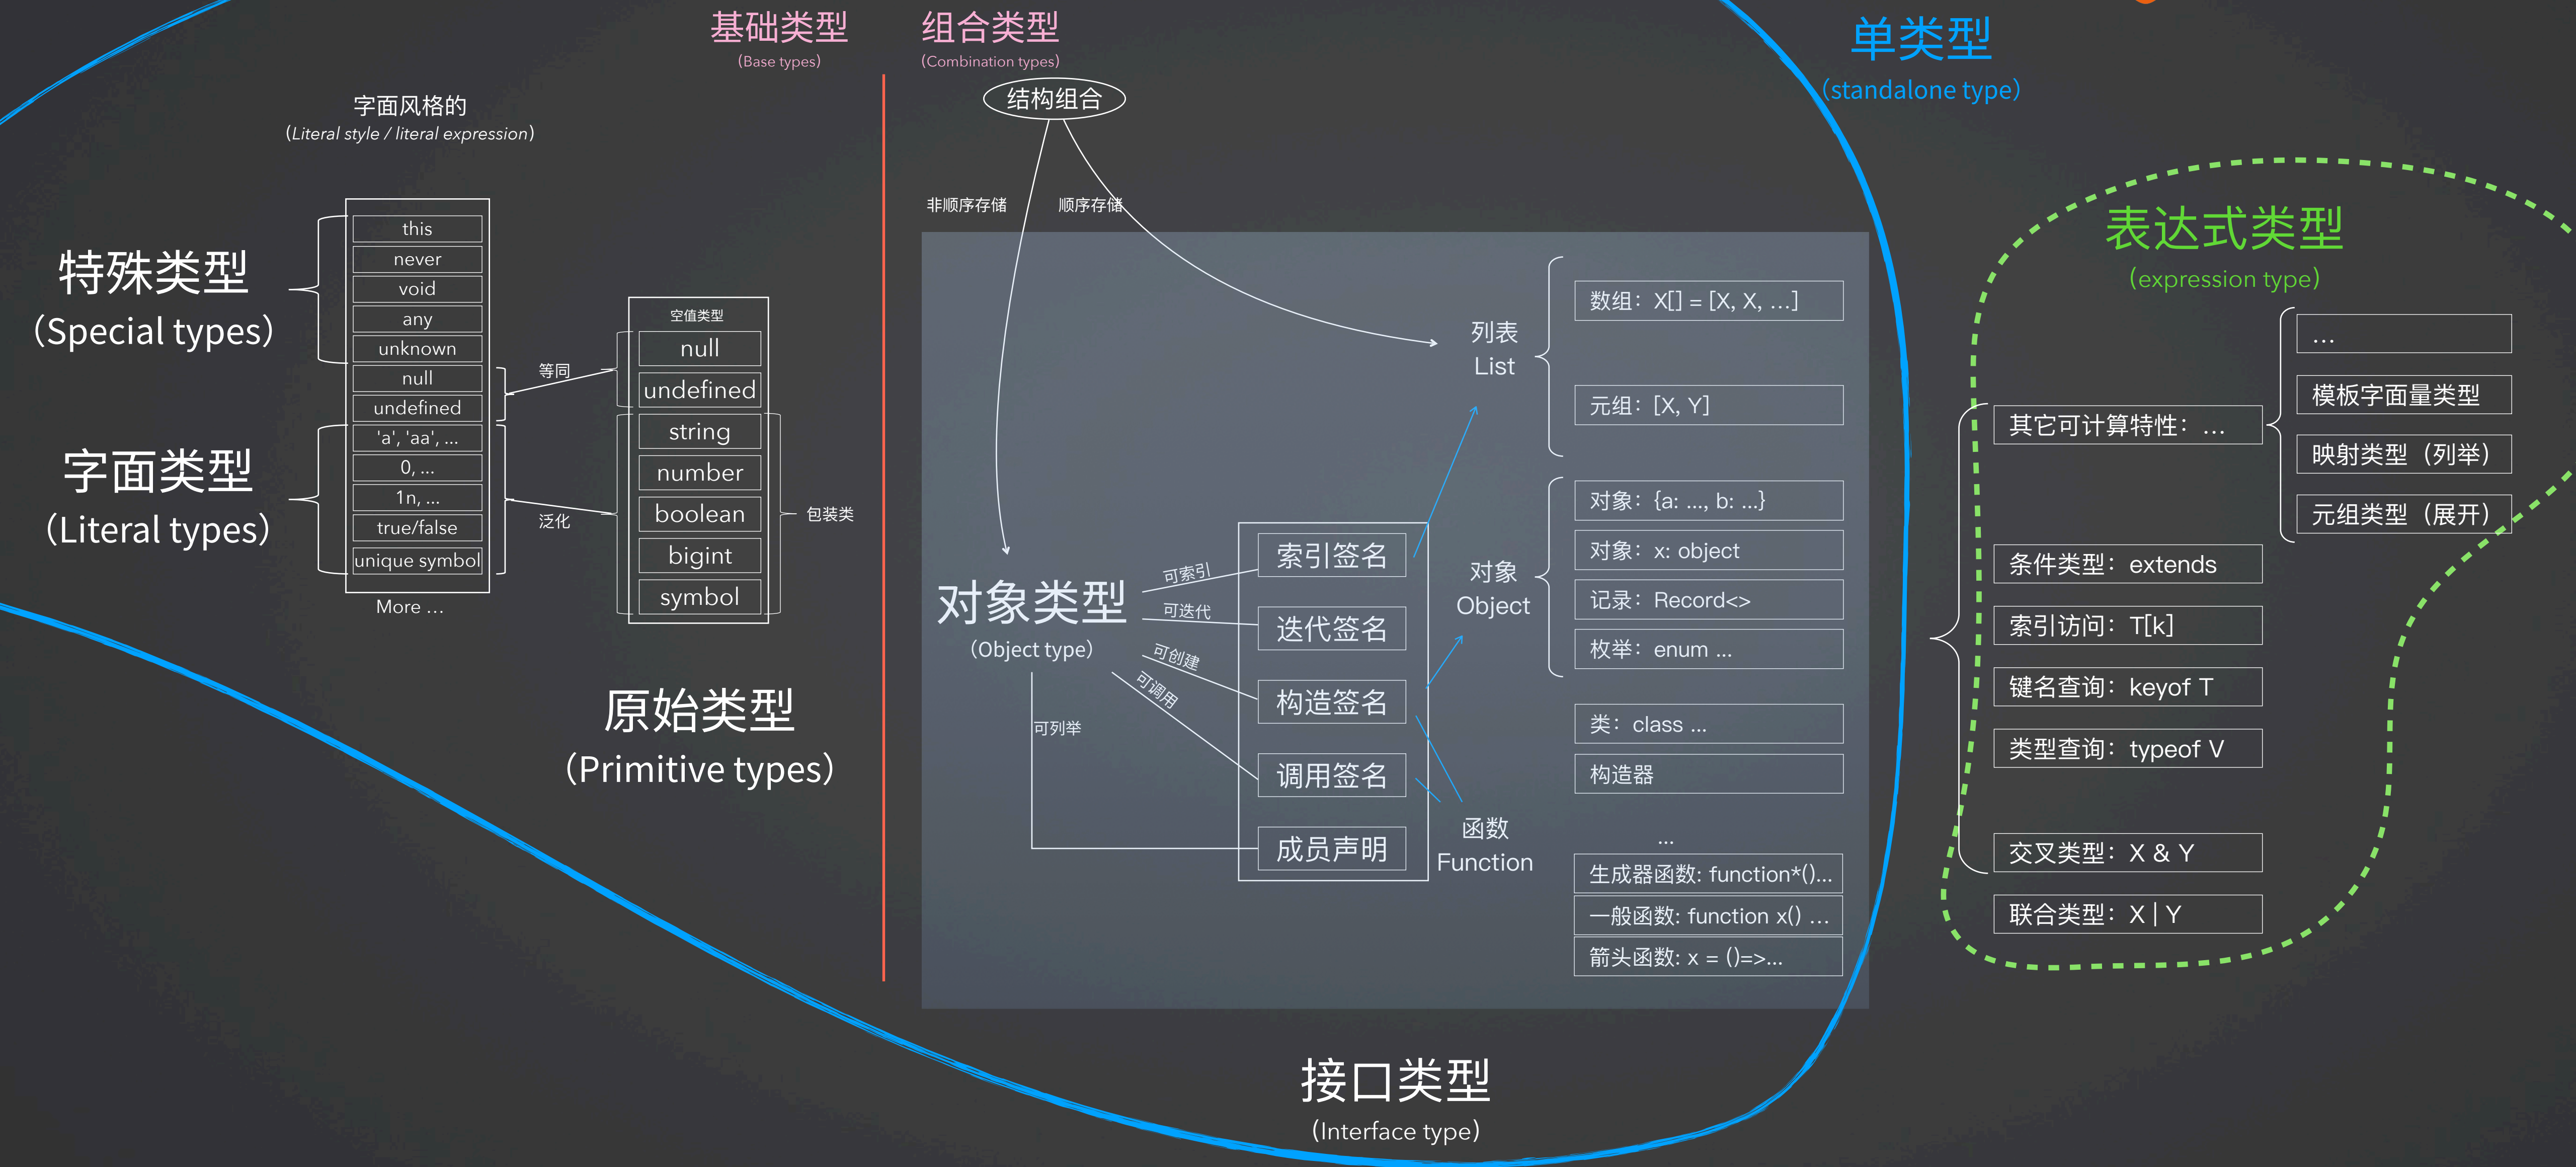 基础类型
(Base types)
组合类型
(Combination types)
单类型
(standalone type)
结构组合
非顺序存储
顺序存储
字面风格的
(Literal style / literal expression)
特殊类型
(Special types)
字面类型
(Literal types)
this
never
void
any
unknown
null
undefined
'a', 'aa', ...
0, ...
1n, ...
true/false
unique symbol
More ...
等同
泛化
空值类型
null
undefined
string
number
boolean
bigint
symbol
包装类
原始类型
(Primitive types)
对象类型
(Object type)
可索引
可迭代
可创建
可调用
可列举
索引签名
迭代签名
构造签名
调用签名
成员声明
列表
List
数组：X[] = [X, X, ...]
元组：[X, Y]
对象
Object
对象：{a: ..., b: ...}
对象：x: object
记录：Record<>
枚举：enum ...
类：class ...
构造器
函数
Function
...
生成器函数: function*()...
一般函数: function x() ...
箭头函数: x = ()=>...
接口类型
(Interface type)
表达式类型
(expression type)
其它可计算特性：...
...
模板字面量类型
映射类型（列举）
元组类型（展开）
条件类型：extends
索引访问：T[k]
键名查询：keyof T
类型查询：typeof V
交叉类型：X & Y
联合类型：X | Y